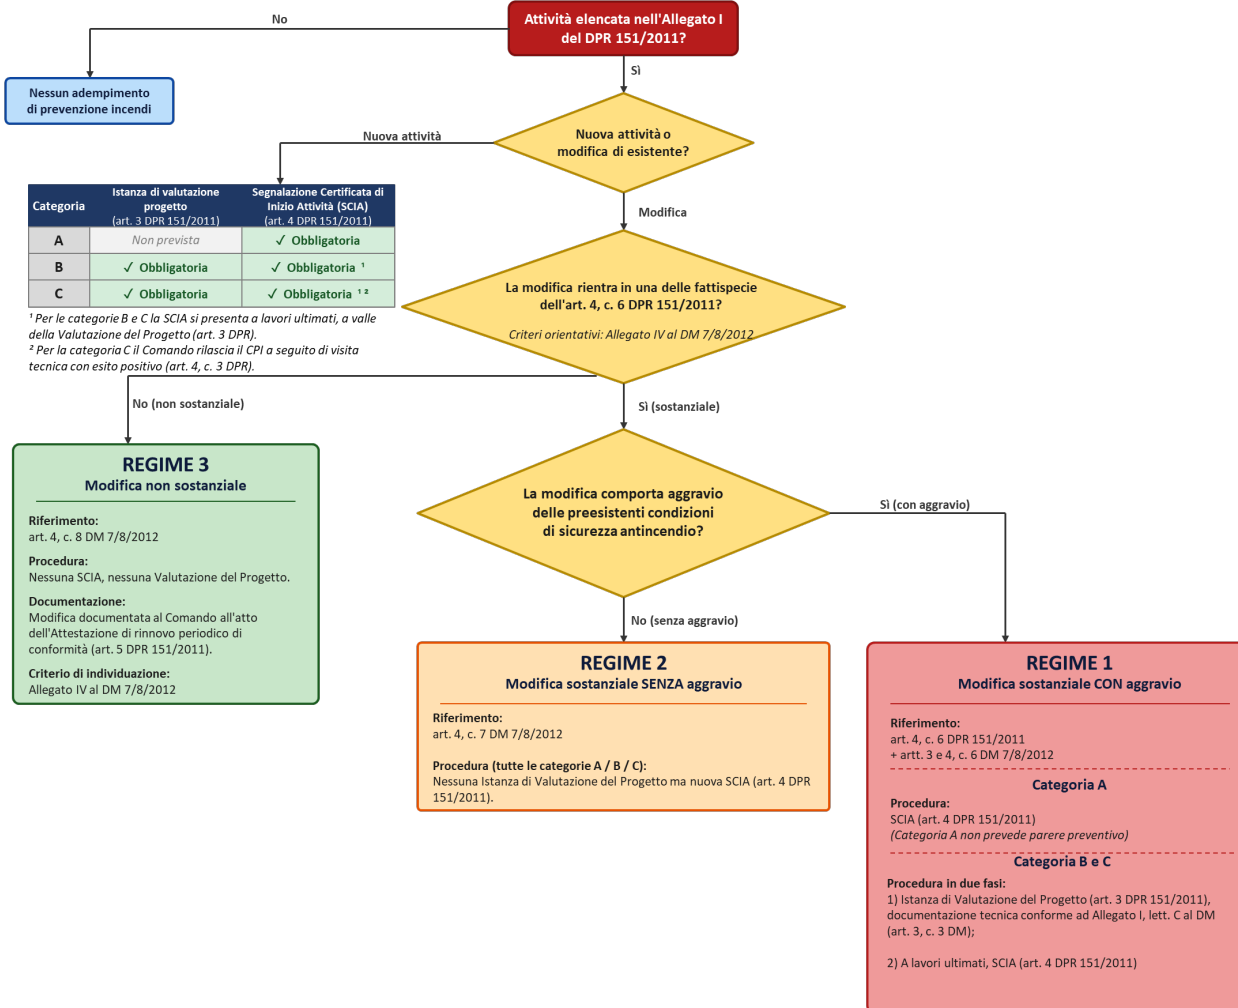 Attività elencata nell'Allegato I
del DPR 151/2011?
No
Sì
Nessun adempimento
di prevenzione incendi
Nuova attività o
modifica di esistente?
Nuova attività
Modifica
Categoria
Istanza di valutazione
progetto
(art. 3 DPR 151/2011)
Segnalazione Certificata di
Inizio Attività (SCIA)
(art. 4 DPR 151/2011)
A
Non prevista
✓ Obbligatoria
B
✓ Obbligatoria
✓ Obbligatoria ¹
C
✓ Obbligatoria
✓ Obbligatoria ¹ ²
¹ Per le categorie B e C la SCIA si presenta a lavori ultimati, a valle
della Valutazione del Progetto (art. 3 DPR).
² Per la categoria C il Comando rilascia il CPI a seguito di visita
tecnica con esito positivo (art. 4, c. 3 DPR).
La modifica rientra in una delle fattispecie
dell'art. 4, c. 6 DPR 151/2011?
Criteri orientativi: Allegato IV al DM 7/8/2012
No (non sostanziale)
Sì (sostanziale)
REGIME 3
Modifica non sostanziale
Riferimento:
art. 4, c. 8 DM 7/8/2012
Procedura:
Nessuna SCIA, nessuna Valutazione del Progetto.
Documentazione:
Modifica documentata al Comando all'atto
dell'Attestazione di rinnovo periodico di
conformità (art. 5 DPR 151/2011).
Criterio di individuazione:
Allegato IV al DM 7/8/2012
La modifica comporta aggravio
delle preesistenti condizioni
di sicurezza antincendio?
Sì (con aggravio)
No (senza aggravio)
REGIME 2
Modifica sostanziale SENZA aggravio
Riferimento:
art. 4, c. 7 DM 7/8/2012
Procedura (tutte le categorie A / B / C):
Nessuna Istanza di Valutazione del Progetto ma nuova SCIA (art. 4 DPR
151/2011).
REGIME 1
Modifica sostanziale CON aggravio
Riferimento:
art. 4, c. 6 DPR 151/2011
+ artt. 3 e 4, c. 6 DM 7/8/2012
Categoria A
Procedura:
SCIA (art. 4 DPR 151/2011)
(Categoria A non prevede parere preventivo)
Categoria B e C
Procedura in due fasi:
1) Istanza di Valutazione del Progetto (art. 3 DPR 151/2011),
documentazione tecnica conforme ad Allegato I, lett. C al DM
(art. 3, c. 3 DM);
2) A lavori ultimati, SCIA (art. 4 DPR 151/2011)